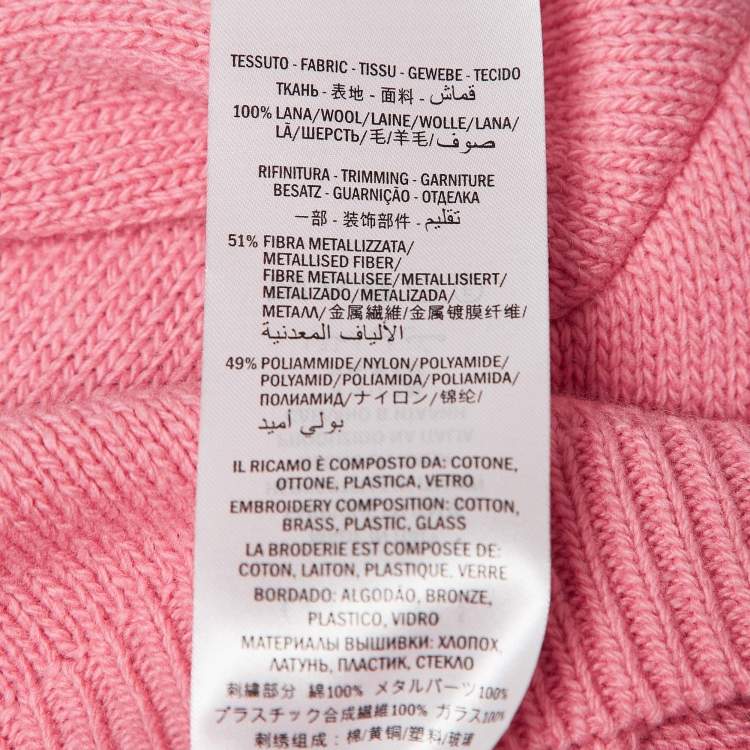 TESSUTO - FABRIC - TISSU - GEWEBE - TECIDO
ТКАНЬ - 表地 - 面料 - قماش
100% LANA/WOOL/LAINE/WOLLE/LANA/
LÃ/ШЕРСТЬ/毛/羊毛/صوف
RIFINITURA - TRIMMING - GARNITURE
BESATZ - GUARNIÇÃO - ОТДЕЛКА
一部 - 装饰部件 - تقليم
51% FIBRA METALLIZZATA/
METALLISED FIBER/
FIBRE METALLISEE/METALLISIERT/
METALIZADO/METALIZADA/
МЕТАЛЛ/金属繊維/金属镀膜纤维/
الألياف المعدنية
49% POLIAMMIDE/NYLON/POLYAMIDE/
POLYAMID/POLIAMIDA/POLIAMIDA/
ПОЛИАМИД/ナイロン/锦纶/
بولي اميد
IL RICAMO È COMPOSTO DA: COTONE,
OTTONE, PLASTICA, VETRO
EMBROIDERY COMPOSITION: COTTON,
BRASS, PLASTIC, GLASS
LA BRODERIE EST COMPOSÉE DE:
COTON, LAITON, PLASTIQUE, VERRE
BORDADO: ALGODÃO, BRONZE,
PLASTICO, VIDRO
МАТЕРИАЛЫ ВЫШИВКИ: ХЛОПОХ,
ЛАТУНЬ, ПЛАСТИК, СТЕКЛО
刺繍部分 綿100% メタルパーツ100%
プラスチック合成繊維100% ガラス100%
刺绣组成: 棉/黄铜/塑料/玻璃